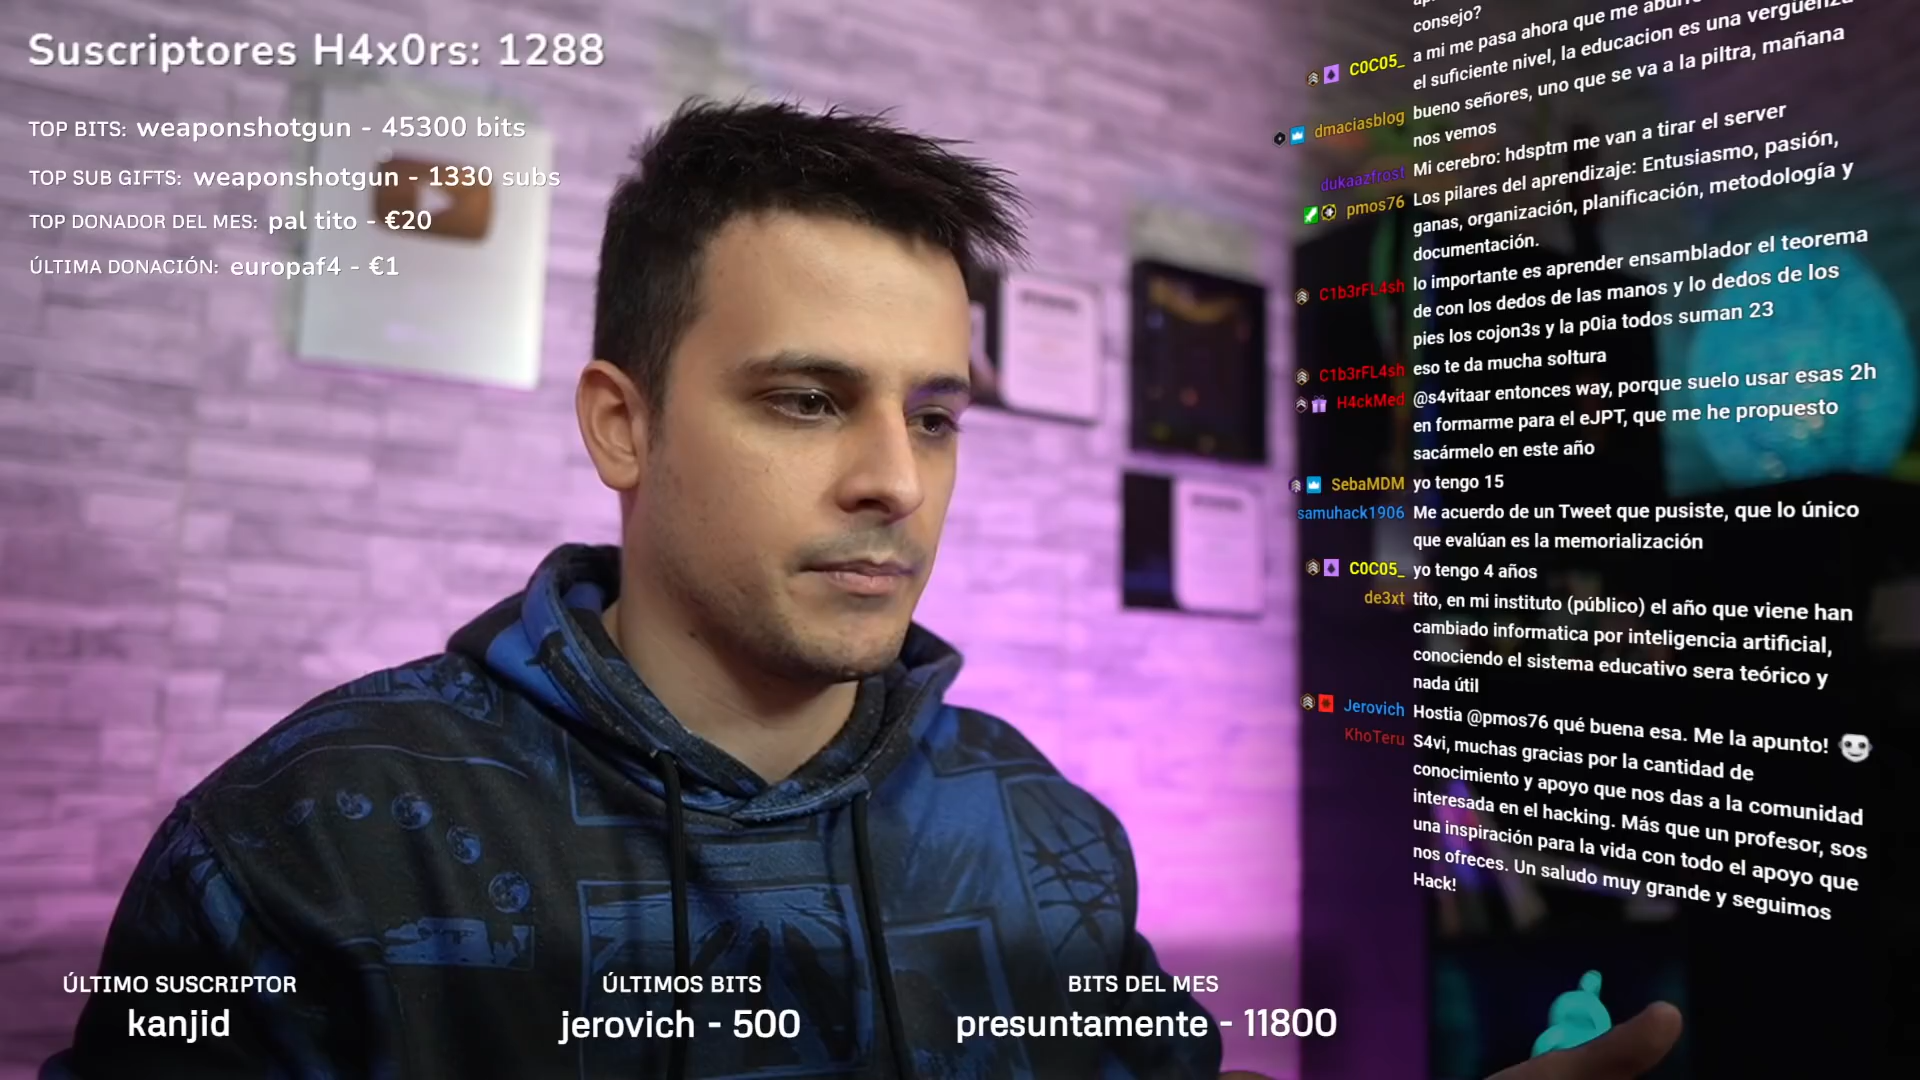 Suscriptores H4x0rs: 1288
TOP BITS: weaponshotgun - 45300 bits
TOP SUB GIFTS: weaponshotgun - 1330 subs
TOP DONADOR DEL MES: pal tito - €20
ÚLTIMA DONACIÓN: europaf4 - €1
consejo?
C0C05_ a mi me pasa ahora que me
el suficiente nivel, la educacion es una vergüenza
dmaciasblog bueno señores, uno que se va a la piltra, mañana
nos vemos
dukaazfrost Mi cerebro: hdsptm me van a tirar el server
pmos76 Los pilares del aprendizaje: Entusiasmo, pasión,
ganas, organización, planificación, metodología y
documentación.
C1b3rFL4sh lo importante es aprender ensamblador el teorema
de con los dedos de las manos y lo dedos de los
pies los cojon3s y la p0ia todos suman 23
C1b3rFL4sh eso te da mucha soltura
H4ckMed @s4vitaar entonces way, porque suelo usar esas 2h
en formarme para el eJPT, que me he propuesto
sacármelo en este año
SebaMDM yo tengo 15
samuhack1906 Me acuerdo de un Tweet que pusiste, que lo único
que evalúan es la memorialización
C0C05_ yo tengo 4 años
de3xt tito, en mi instituto (público) el año que viene han
cambiado informatica por inteligencia artificial,
conociendo el sistema educativo sera teórico y
nada útil
Jerovich Hostia @pmos76 qué buena esa. Me la apunto!
KhoTeru S4vi, muchas gracias por la cantidad de
conocimiento y apoyo que nos das a la comunidad
interesada en el hacking. Más que un profesor, sos
una inspiración para la vida con todo el apoyo que
nos ofreces. Un saludo muy grande y seguimos
Hack!
ÚLTIMO SUSCRIPTOR
kanjid
ÚLTIMOS BITS
jerovich - 500
BITS DEL MES
presuntamente - 11800